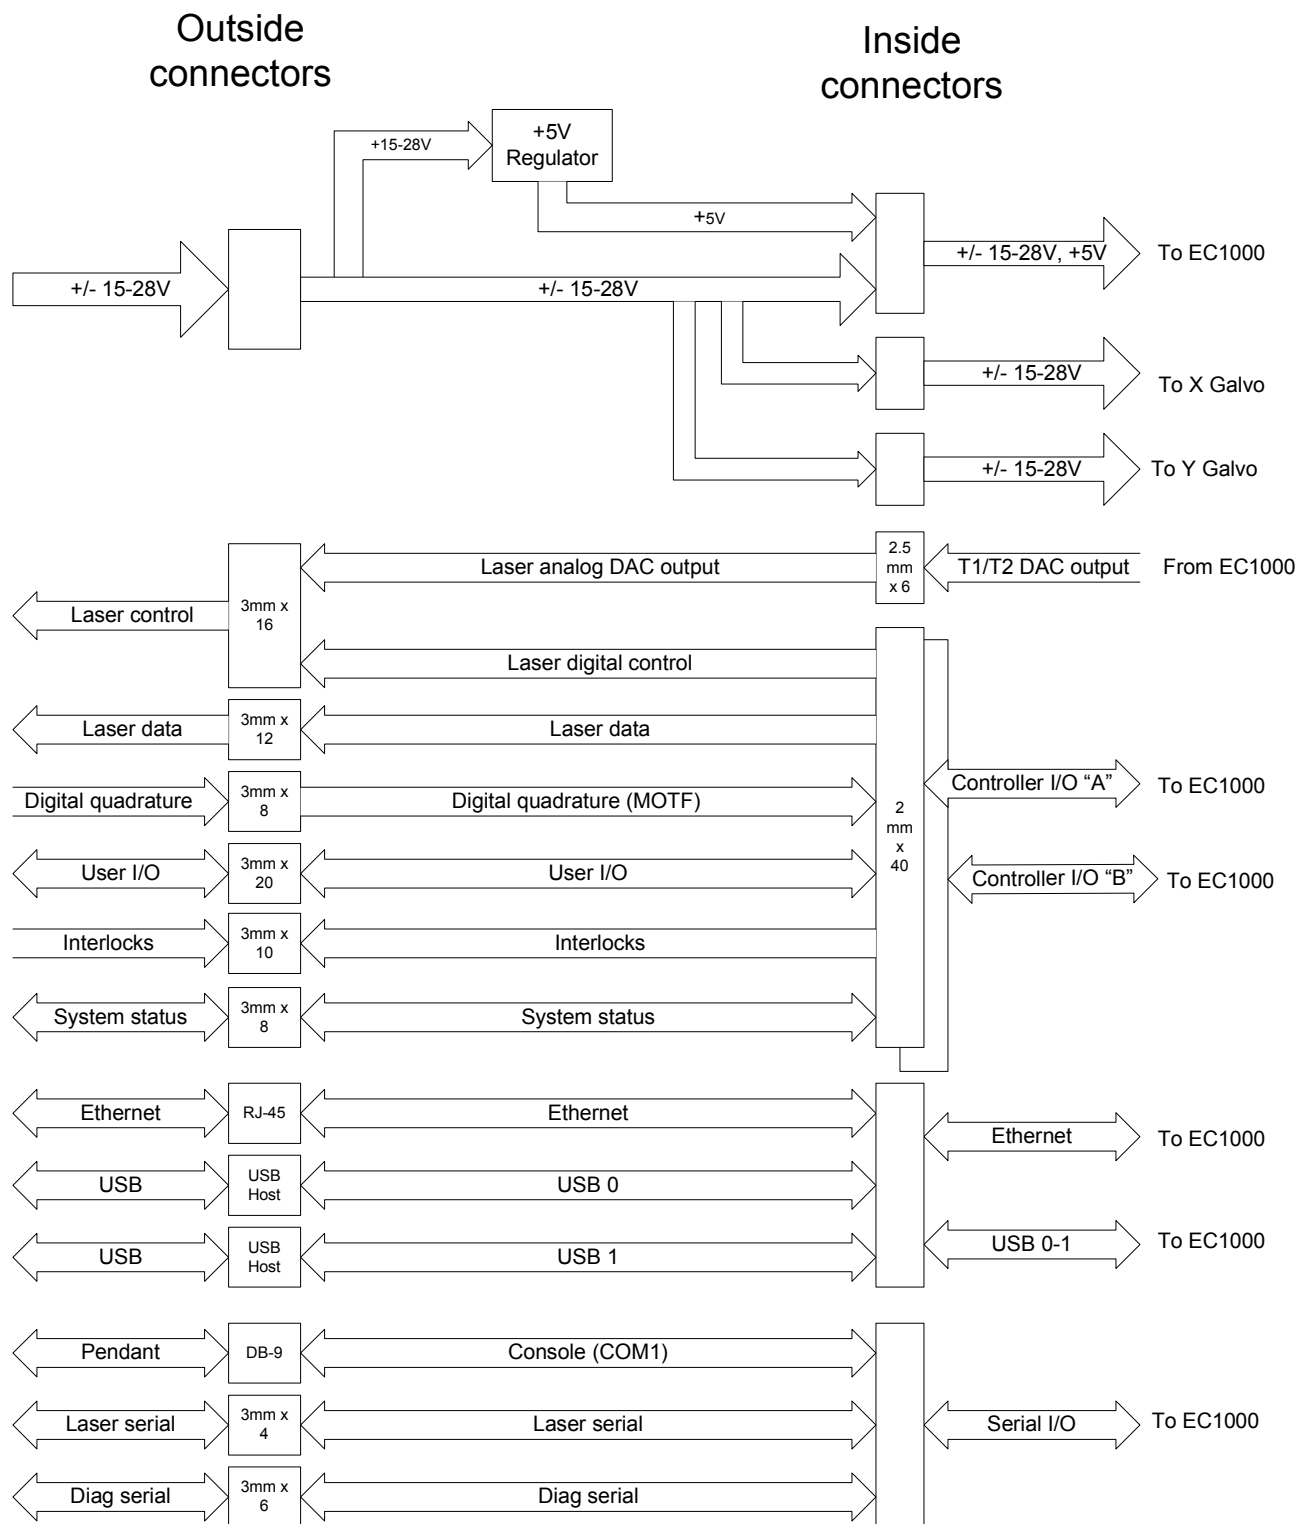 Outside
connectors
Inside
connectors
+15-28V
+5V
Regulator
+5V
+/- 15-28V, +5V
To EC1000
+/- 15-28V
+/- 15-28V
+/- 15-28V
To X Galvo
+/- 15-28V
To Y Galvo
Laser analog DAC output
2.5
mm
x 6
T1/T2 DAC output
From EC1000
Laser control
3mm x
16
Laser digital control
Laser data
3mm x
12
Laser data
Controller I/O “A”
To EC1000
Digital quadrature
3mm x
8
Digital quadrature (MOTF)
2
mm
x
40
User I/O
3mm x
20
User I/O
Controller I/O “B”
To EC1000
Interlocks
3mm x
10
Interlocks
System status
3mm x
8
System status
Ethernet
RJ-45
Ethernet
Ethernet
To EC1000
USB
USB
Host
USB 0
USB
USB
Host
USB 1
USB 0-1
To EC1000
Pendant
DB-9
Console (COM1)
Laser serial
3mm x
4
Laser serial
Serial I/O
To EC1000
Diag serial
3mm x
6
Diag serial